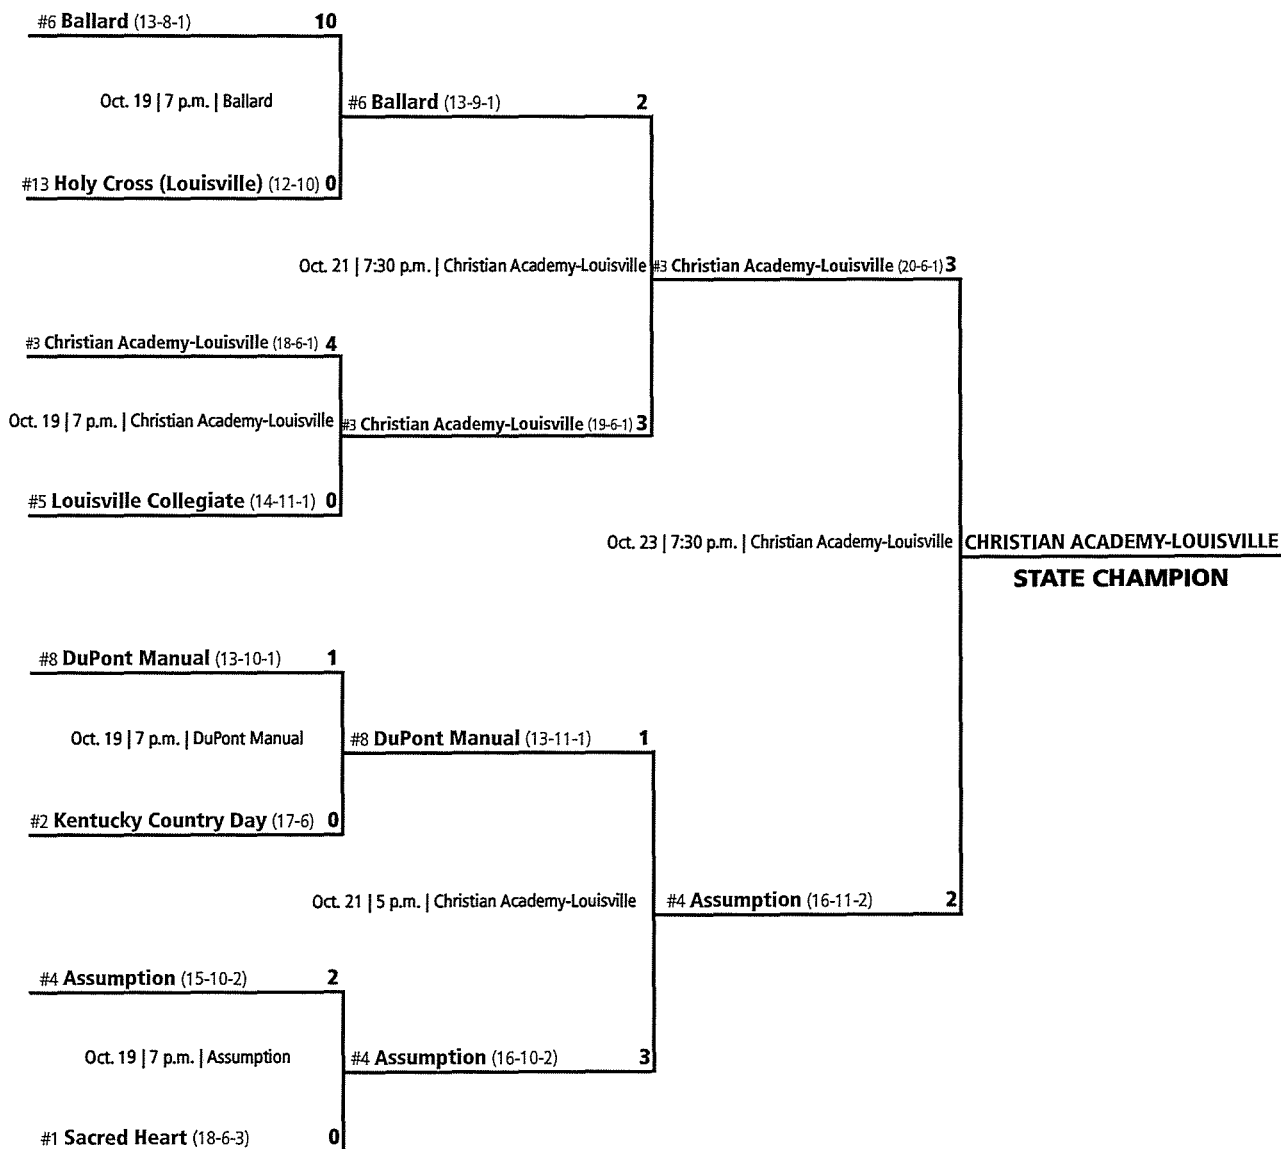 #6 Ballard (13-8-1) 10
Oct. 19 | 7 p.m. | Ballard
#6 Ballard (13-9-1) 2
#13 Holy Cross (Louisville) (12-10) 0
Oct. 21 | 7:30 p.m. | Christian Academy-Louisville
#3 Christian Academy-Louisville (20-6-1) 3
#3 Christian Academy-Louisville (18-6-1) 4
Oct. 19 | 7 p.m. | Christian Academy-Louisville
#3 Christian Academy-Louisville (19-6-1) 3
#5 Louisville Collegiate (14-11-1) 0
Oct. 23 | 7:30 p.m. | Christian Academy-Louisville
CHRISTIAN ACADEMY-LOUISVILLE
STATE CHAMPION
#8 DuPont Manual (13-10-1) 1
Oct. 19 | 7 p.m. | DuPont Manual
#8 DuPont Manual (13-11-1) 1
#2 Kentucky Country Day (17-6) 0
Oct. 21 | 5 p.m. | Christian Academy-Louisville
#4 Assumption (16-11-2) 2
#4 Assumption (15-10-2) 2
Oct. 19 | 7 p.m. | Assumption
#4 Assumption (16-10-2) 3
#1 Sacred Heart (18-6-3) 0